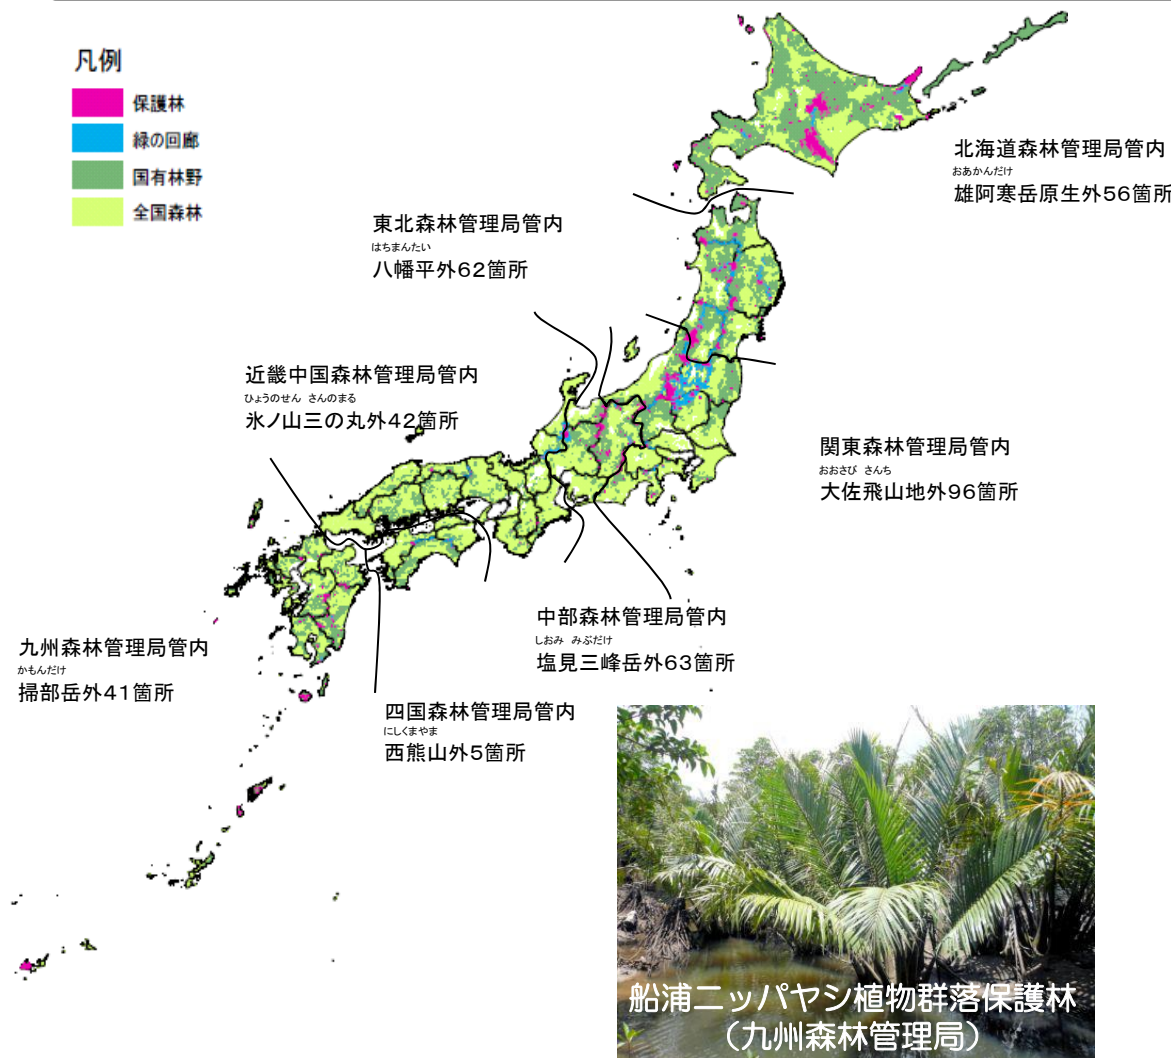 凡例
保護林
緑の回廊
国有林野
全国森林
北海道森林管理局管内
おあかんだけ
雄阿寒岳原生外56箇所
東北森林管理局管内
はちまんたい
八幡平外62箇所
近畿中国森林管理局管内
ひょうのせん さんのまる
氷ノ山三の丸外42箇所
関東森林管理局管内
おおさび さんち
大佐飛山地外96箇所
中部森林管理局管内
しおみ みぶだけ
塩見三峰岳外63箇所
九州森林管理局管内
かもんだけ
掃部岳外41箇所
四国森林管理局管内
にしくまやま
西熊山外5箇所
船浦ニッパヤシ植物群落保護林
（九州森林管理局）